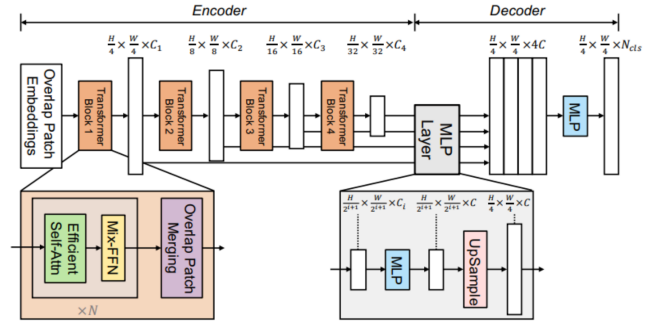 Encoder
Decoder
H/4 × W/4 × C₁
H/8 × W/8 × C₂
H/16 × W/16 × C₃
H/32 × W/32 × C₄
H/4 × W/4 × 4C
H/4 × W/4 × N_cls
Overlap Patch
Embeddings
Transformer
Block 1
Transformer
Block 2
Transformer
Block 3
Transformer
Block 4
MLP
Layer
MLP
Efficient
Self-Attn
Mix-FFN
Overlap Patch
Merging
×N
H/2^{i+1} × W/2^{i+1} × C_i
H/2^{i+1} × W/2^{i+1} × C
H/4 × W/4 × C
MLP
UpSample